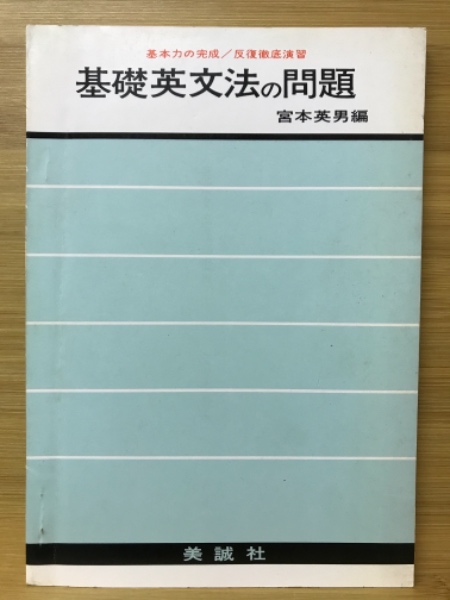 基本力の完成／反復徹底演習
基礎英文法の問題
宮本英男編
美誠社